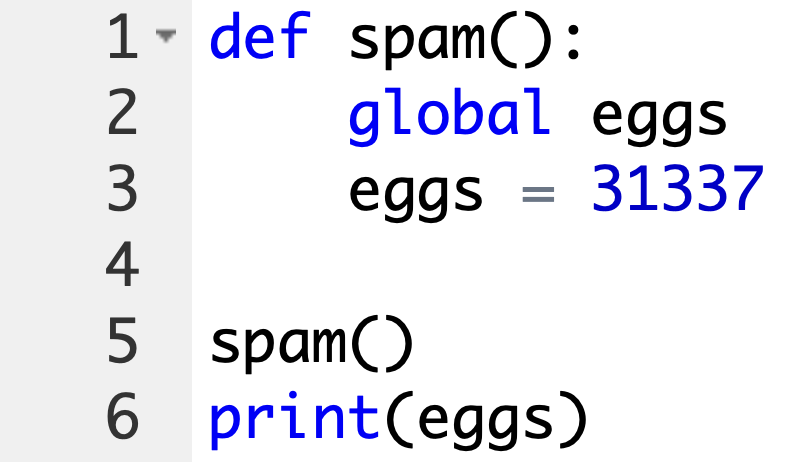 1 def spam():
2     global eggs
3     eggs = 31337
4
5 spam()
6 print(eggs)